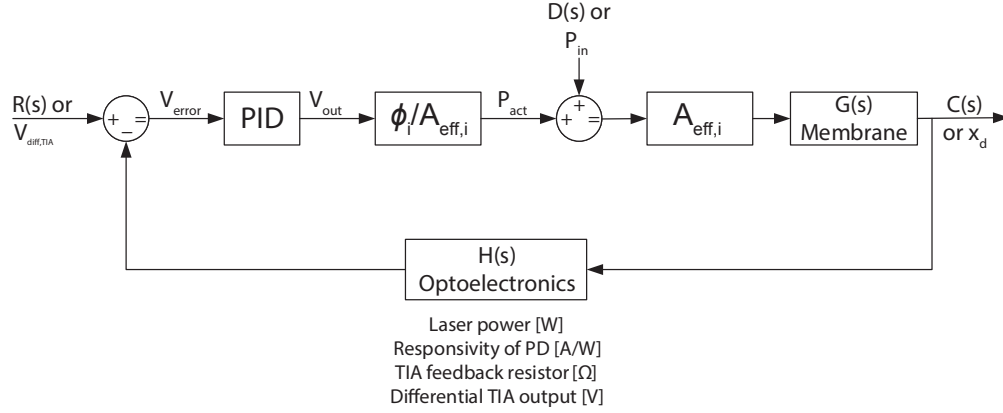 D(s) or
P_in
R(s) or
V_diff,TIA
+
−
=
V_error
PID
V_out
ϕ_i/A_eff,i
P_act
+
+
=
A_eff,i
G(s)
Membrane
C(s)
or x_d
H(s)
Optoelectronics
Laser power [W]
Responsivity of PD [A/W]
TIA feedback resistor [Ω]
Differential TIA output [V]